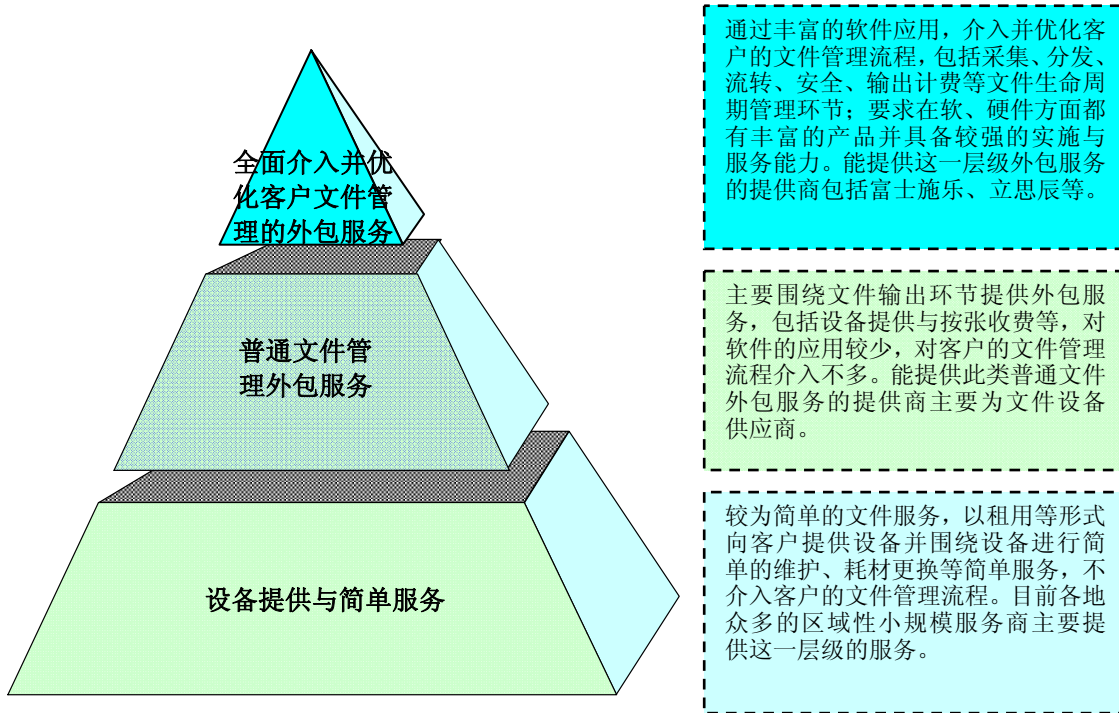 全面介入并优
化客户文件管
理的外包服务
通过丰富的软件应用，介入并优化客
户的文件管理流程，包括采集、分发、
流转、安全、输出计费等文件生命周
期管理环节；要求在软、硬件方面都
有丰富的产品并具备较强的实施与
服务能力。能提供这一层级外包服务
的提供商包括富士施乐、立思辰等。
普通文件管
理外包服务
主要围绕文件输出环节提供外包服
务，包括设备提供与按张收费等，对
软件的应用较少，对客户的文件管理
流程介入不多。能提供此类普通文件
外包服务的提供商主要为文件设备
供应商。
设备提供与简单服务
较为简单的文件服务，以租用等形式
向客户提供设备并围绕设备进行简
单的维护、耗材更换等简单服务，不
介入客户的文件管理流程。目前各地
众多的区域性小规模服务商主要提
供这一层级的服务。